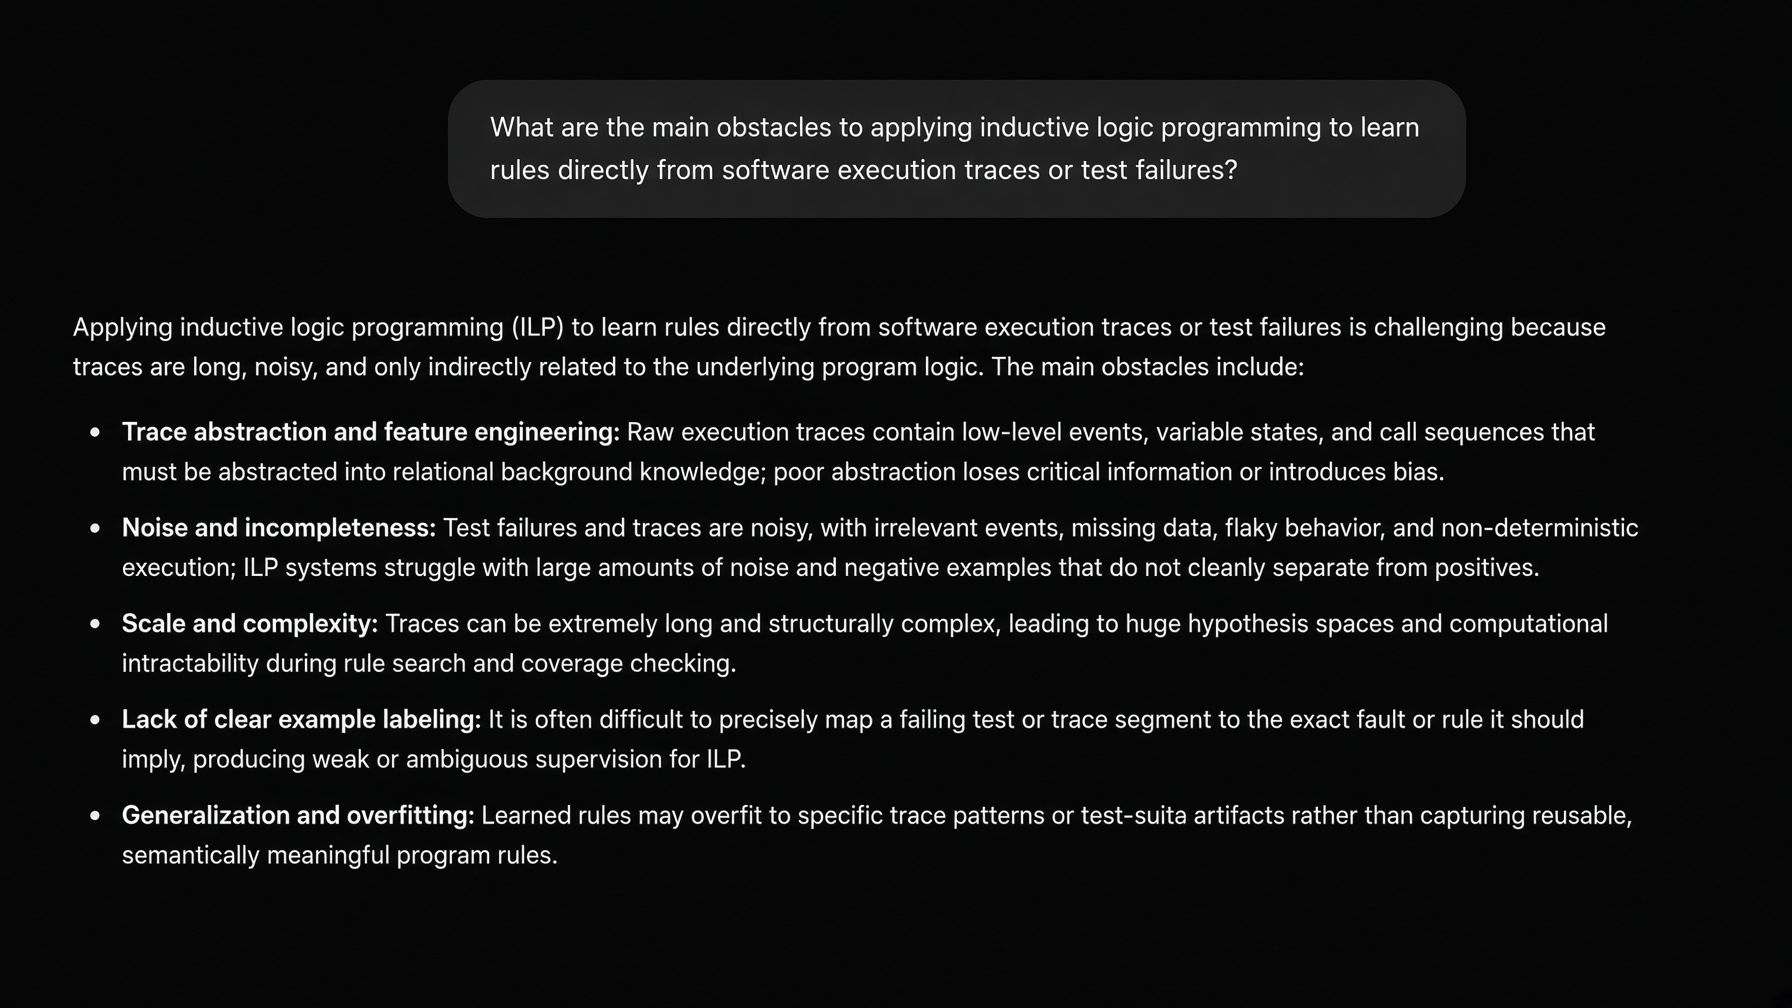 What are the main obstacles to applying inductive logic programming to learn
rules directly from software execution traces or test failures?
Applying inductive logic programming (ILP) to learn rules directly from software execution traces or test failures is challenging because
traces are long, noisy, and only indirectly related to the underlying program logic. The main obstacles include:
• Trace abstraction and feature engineering: Raw execution traces contain low-level events, variable states, and call sequences that
must be abstracted into relational background knowledge; poor abstraction loses critical information or introduces bias.
• Noise and incompleteness: Test failures and traces are noisy, with irrelevant events, missing data, flaky behavior, and non-deterministic
execution; ILP systems struggle with large amounts of noise and negative examples that do not cleanly separate from positives.
• Scale and complexity: Traces can be extremely long and structurally complex, leading to huge hypothesis spaces and computational
intractability during rule search and coverage checking.
• Lack of clear example labeling: It is often difficult to precisely map a failing test or trace segment to the exact fault or rule it should
imply, producing weak or ambiguous supervision for ILP.
• Generalization and overfitting: Learned rules may overfit to specific trace patterns or test-suita artifacts rather than capturing reusable,
semantically meaningful program rules.